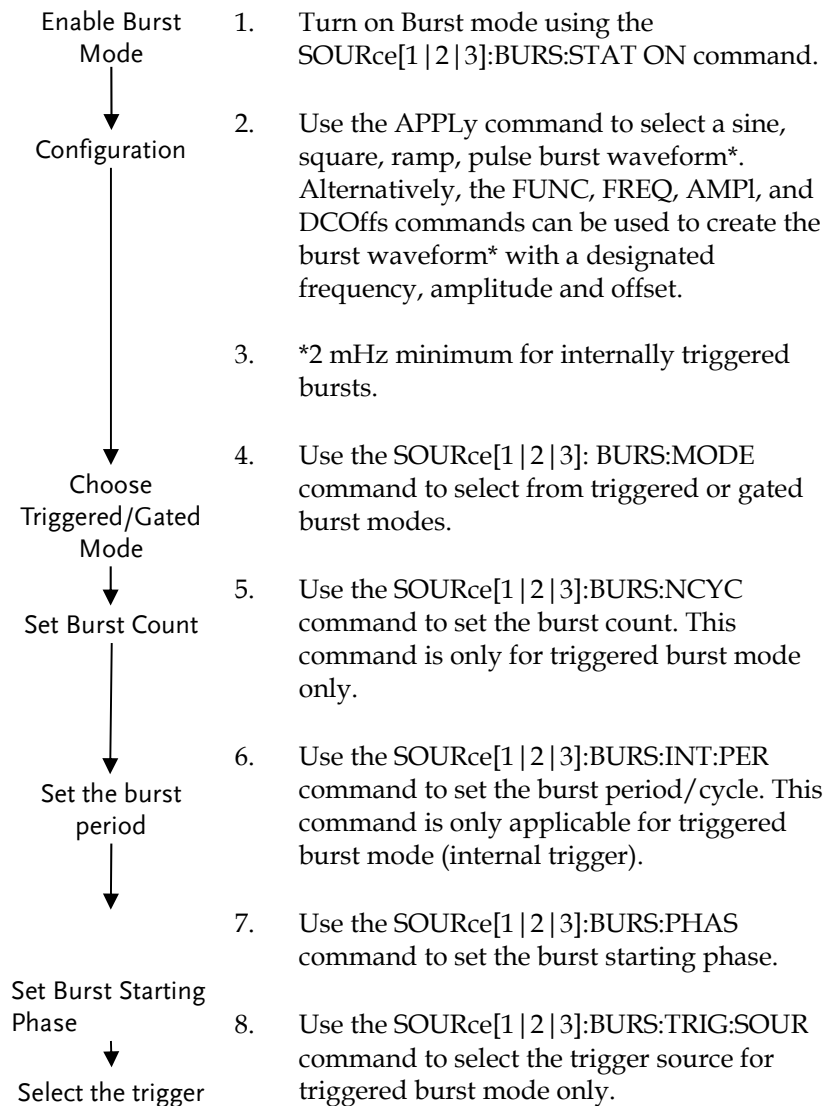 Enable Burst
Mode
1. Turn on Burst mode using the
SOURce[1|2|3]:BURS:STAT ON command.
Configuration
2. Use the APPLy command to select a sine,
square, ramp, pulse burst waveform*.
Alternatively, the FUNC, FREQ, AMPl, and
DCOffs commands can be used to create the
burst waveform* with a designated
frequency, amplitude and offset.
3. *2 mHz minimum for internally triggered
bursts.
Choose
Triggered/Gated
Mode
4. Use the SOURce[1|2|3]: BURS:MODE
command to select from triggered or gated
burst modes.
Set Burst Count
5. Use the SOURce[1|2|3]:BURS:NCYC
command to set the burst count. This
command is only for triggered burst mode
only.
Set the burst
period
6. Use the SOURce[1|2|3]:BURS:INT:PER
command to set the burst period/cycle. This
command is only applicable for triggered
burst mode (internal trigger).
Set Burst Starting
Phase
7. Use the SOURce[1|2|3]:BURS:PHAS
command to set the burst starting phase.
Select the trigger
8. Use the SOURce[1|2|3]:BURS:TRIG:SOUR
command to select the trigger source for
triggered burst mode only.